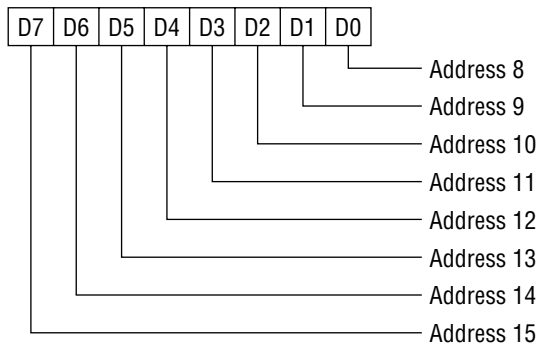 D7 D6 D5 D4 D3 D2 D1 D0
Address 8
Address 9
Address 10
Address 11
Address 12
Address 13
Address 14
Address 15